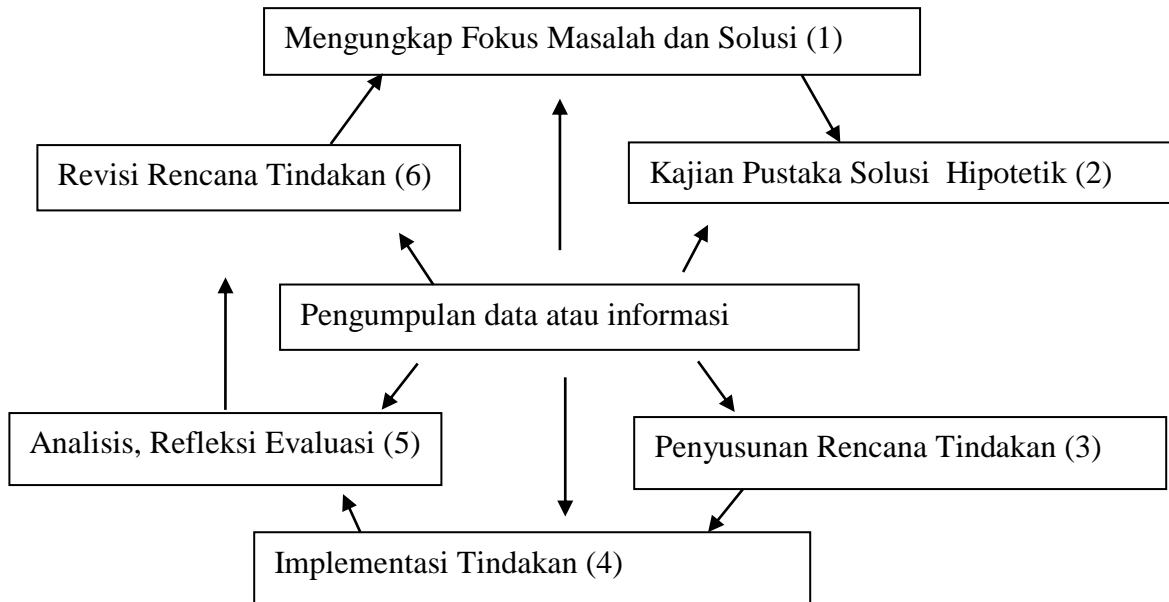 Mengungkap Fokus Masalah dan Solusi (1)
Revisi Rencana Tindakan (6)
Kajian Pustaka Solusi  Hipotetik (2)
Pengumpulan data atau informasi
Analisis, Refleksi Evaluasi (5)
Penyusunan Rencana Tindakan (3)
Implementasi Tindakan (4)